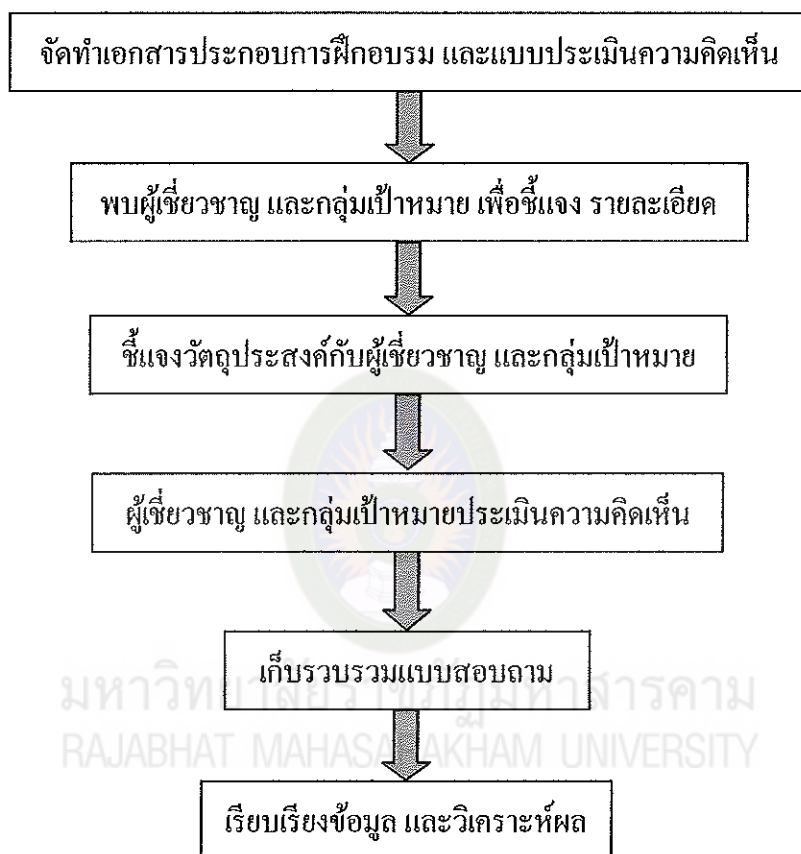 จัดทำเอกสารประกอบการฝึกอบรม และแบบประเมินความคิดเห็น
พบผู้เชี่ยวชาญ และกลุ่มเป้าหมาย เพื่อชี้แจง รายละเอียด
ชี้แจงวัตถุประสงค์กับผู้เชี่ยวชาญ และกลุ่มเป้าหมาย
ผู้เชี่ยวชาญ และกลุ่มเป้าหมายประเมินความคิดเห็น
เก็บรวบรวมแบบสอบถาม
มหาวิทยาลัยราชภัฏมหาสารคาม
RAJABHAT MAHASARAKHAM UNIVERSITY
เรียบเรียงข้อมูล และวิเคราะห์ผล